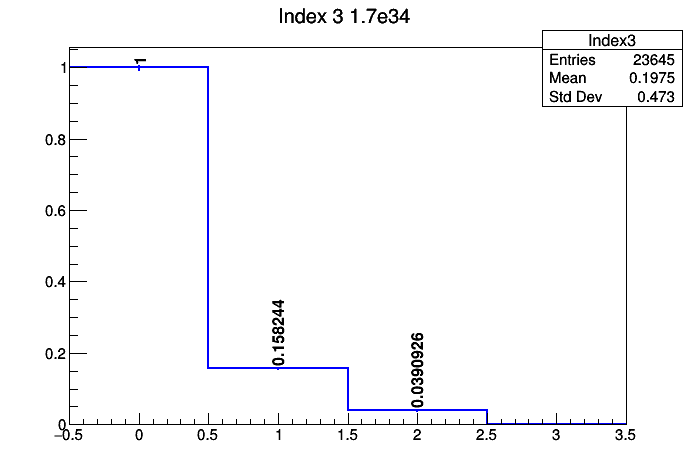 Index 3 1.7e34
Index3
Entries 23645
Mean 0.1975
Std Dev 0.473
1
0.8
0.6
0.4
0.2
0
1
0.158244
0.0390926
−0.5 0 0.5 1 1.5 2 2.5 3 3.5